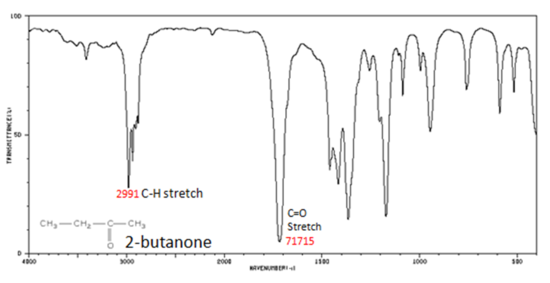 100
TRANSMITTANCE(%)
50
0
2991 C-H stretch
C=O
Stretch
71715
CH₃—CH₂—C—CH₃
O
2-butanone
4000 3000 2000 1500 1000 500
WAVENUMBER(-1)